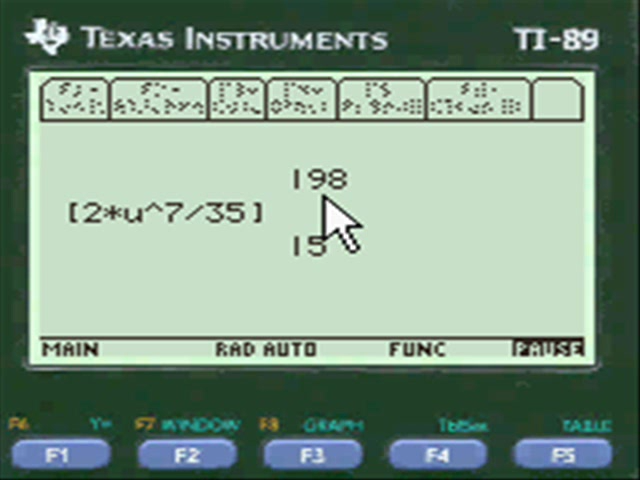 TEXAS INSTRUMENTS TI-89
|98
[2*u^7/35]
|15
MAIN RAD AUTO FUNC PAUSE
F6 Y= F7 WINDOW F8 GRAPH TblSet TABLE
F1 F2 F3 F4 F5